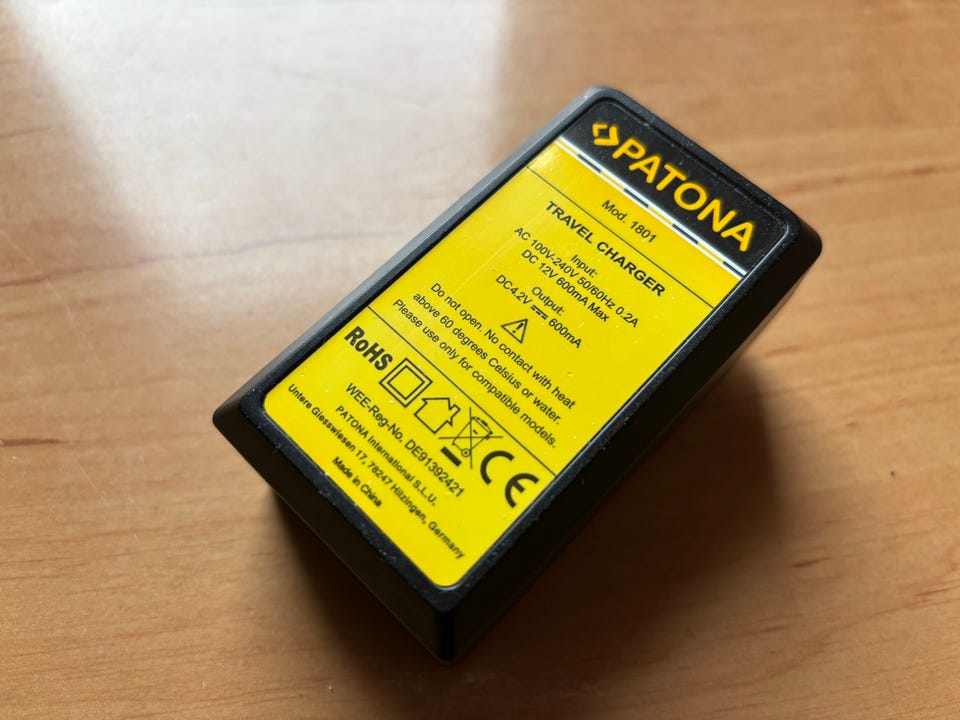 PATONA
Mod. 1801
TRAVEL CHARGER
Input:
AC 100V-240V 50/60Hz 0.2A
DC 12V 600mA Max
Output:
DC4.2V ⎓ 600mA
Do not open. No contact with heat
above 60 degrees Celsius or water.
Please use only for compatible models.
RoHS CE
WEE-Reg-No. DE91392421
PATONA International S.L.U.
Untere Giesswiesen 17, 78247 Hilzingen, Germany
Made in China